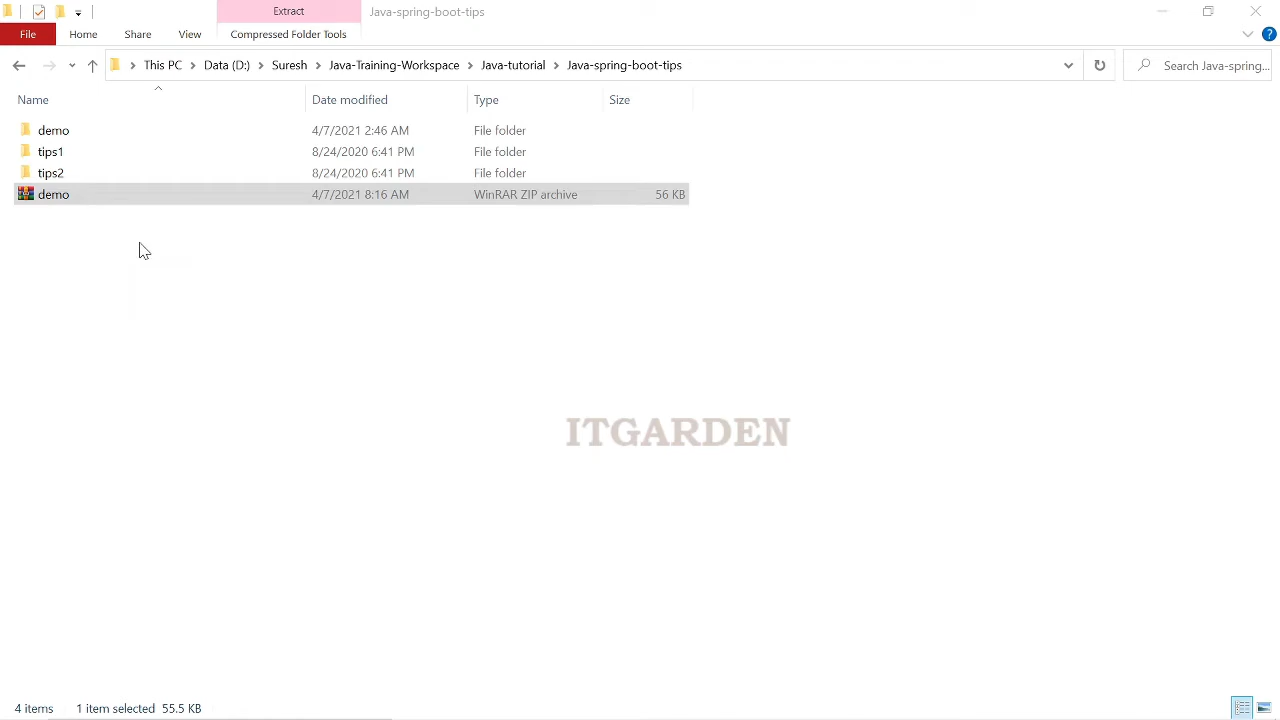 Extract Java-spring-boot-tips
File Home Share View Compressed Folder Tools ?
This PC Data (D:) Suresh Java-Training-Workspace Java-tutorial Java-spring-boot-tips Search Java-spring...
Name Date modified Type Size
demo 4/7/2021 2:46 AM File folder
tips1 8/24/2020 6:41 PM File folder
tips2 8/24/2020 6:41 PM File folder
demo 4/7/2021 8:16 AM WinRAR ZIP archive 56 KB
ITGARDEN
4 items 1 item selected 55.5 KB